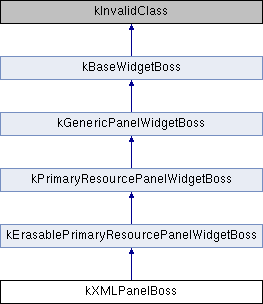 kInvalidClass
kBaseWidgetBoss
kGenericPanelWidgetBoss
kPrimaryResourcePanelWidgetBoss
kErasablePrimaryResourcePanelWidgetBoss
kXMLPanelBoss